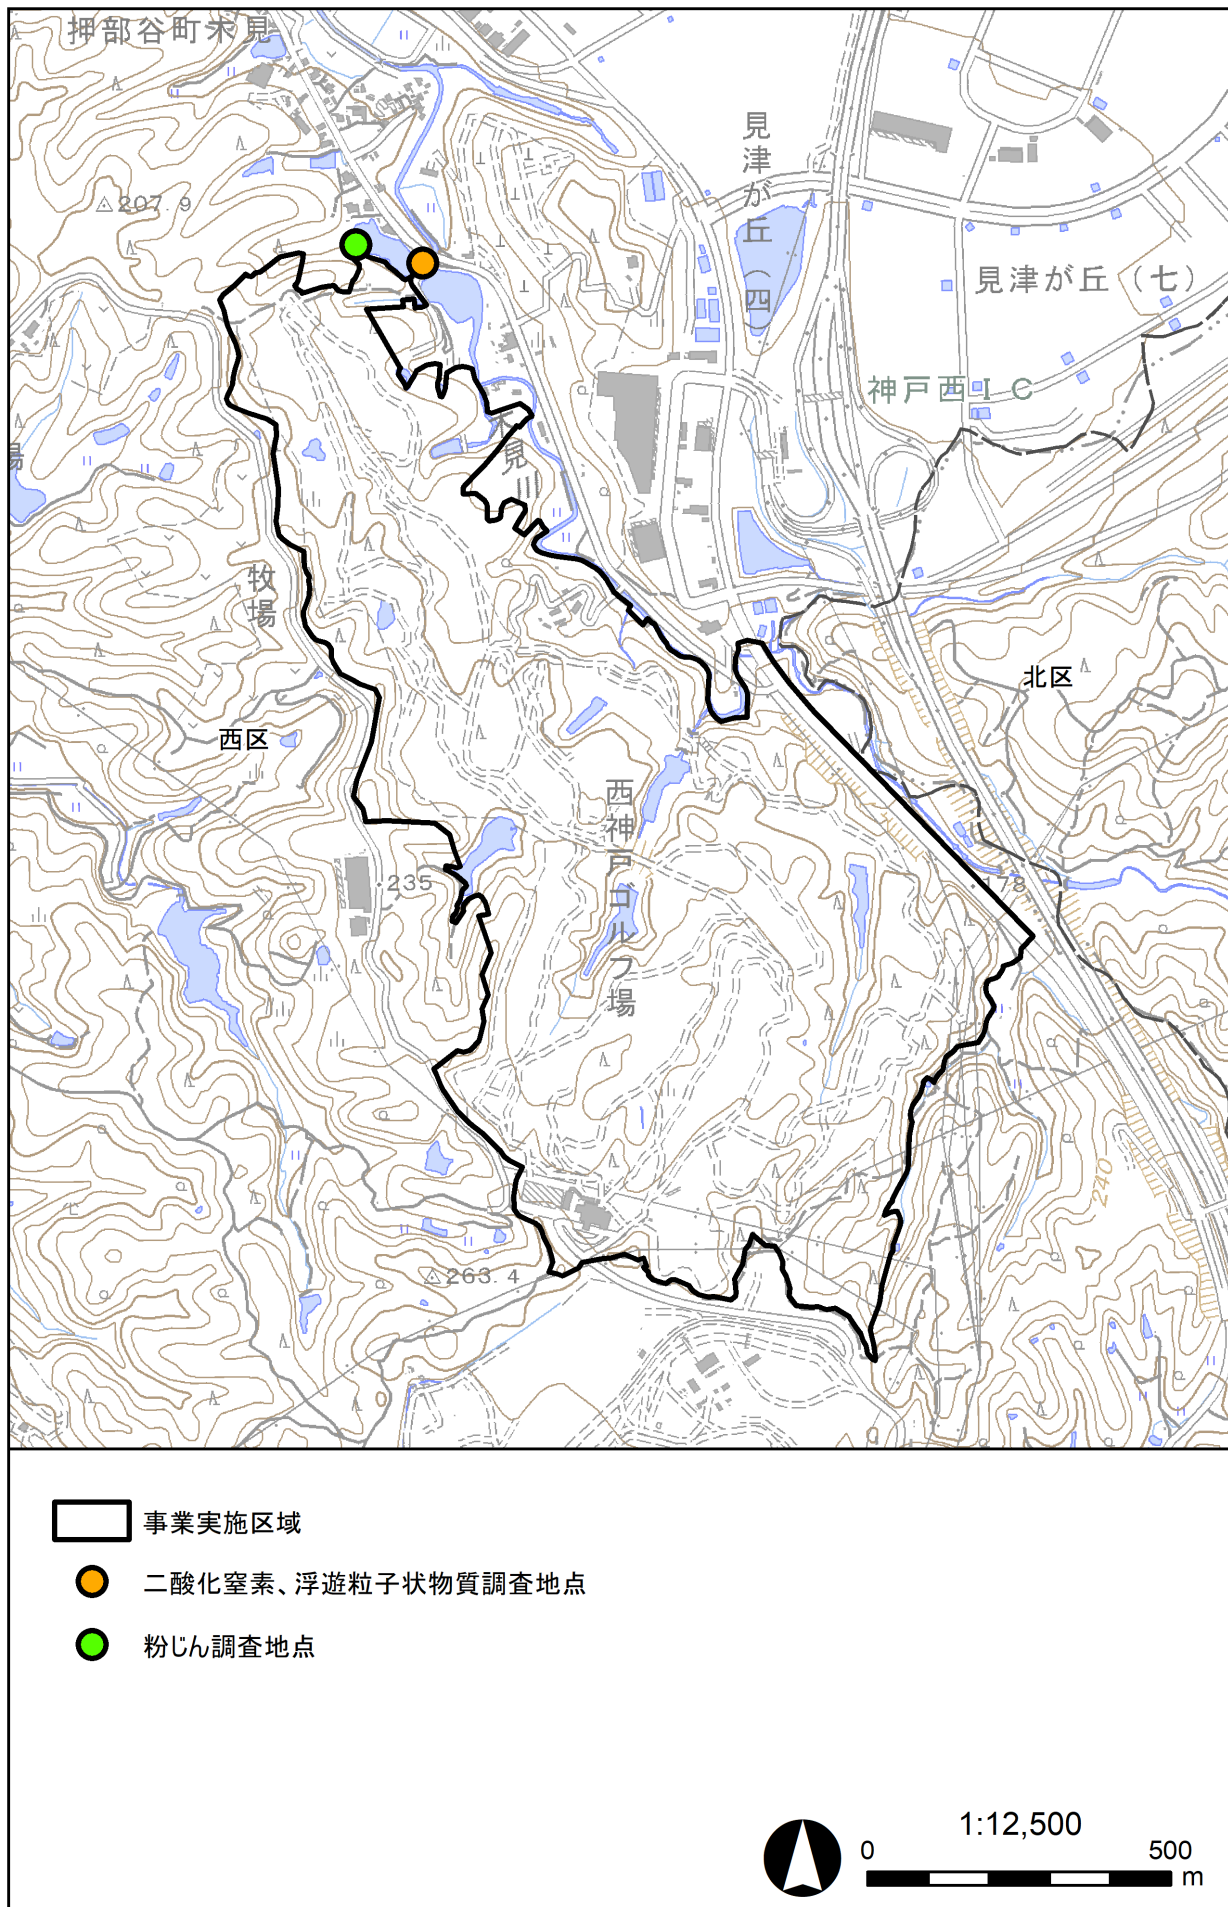 押部谷町木見
見津が丘（四）
△207.9
見津が丘（七）
神戸西ＩＣ
木見
場
牧場
北区
西区
西神戸ゴルフ場
235
178
240
△263.4
事業実施区域
二酸化窒素、浮遊粒子状物質調査地点
粉じん調査地点
1:12,500
0 500
m